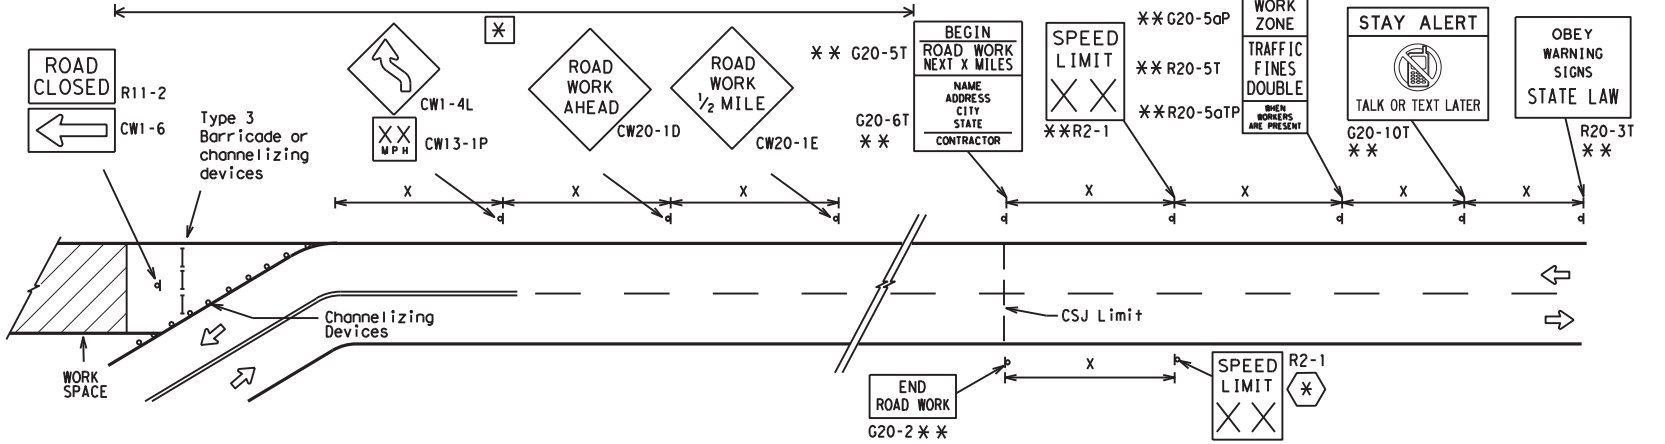 ROAD
CLOSED
R11-2
CW1-6
Type 3
Barricade or
channelizing
devices
CW1-4L
XX
MPH
CW13-1P
*
ROAD
WORK
AHEAD
CW20-1D
ROAD
WORK
1/2 MILE
CW20-1E
** G20-5T
BEGIN
ROAD WORK
NEXT X MILES
NAME
ADDRESS
CITY
STATE
CONTRACTOR
G20-6T
**
SPEED
LIMIT
XX
**R2-1
**G20-5aP
WORK
ZONE
**R20-5T
TRAFFIC
FINES
DOUBLE
**R20-5aTP
WHEN
WORKERS
ARE PRESENT
STAY ALERT
TALK OR TEXT LATER
G20-10T
**
OBEY
WARNING
SIGNS
STATE LAW
R20-3T
**
X
X
X
X
X
X
X
Channelizing
Devices
CSJ Limit
WORK
SPACE
X
END
ROAD WORK
G20-2 **
SPEED
LIMIT
XX
R2-1
*